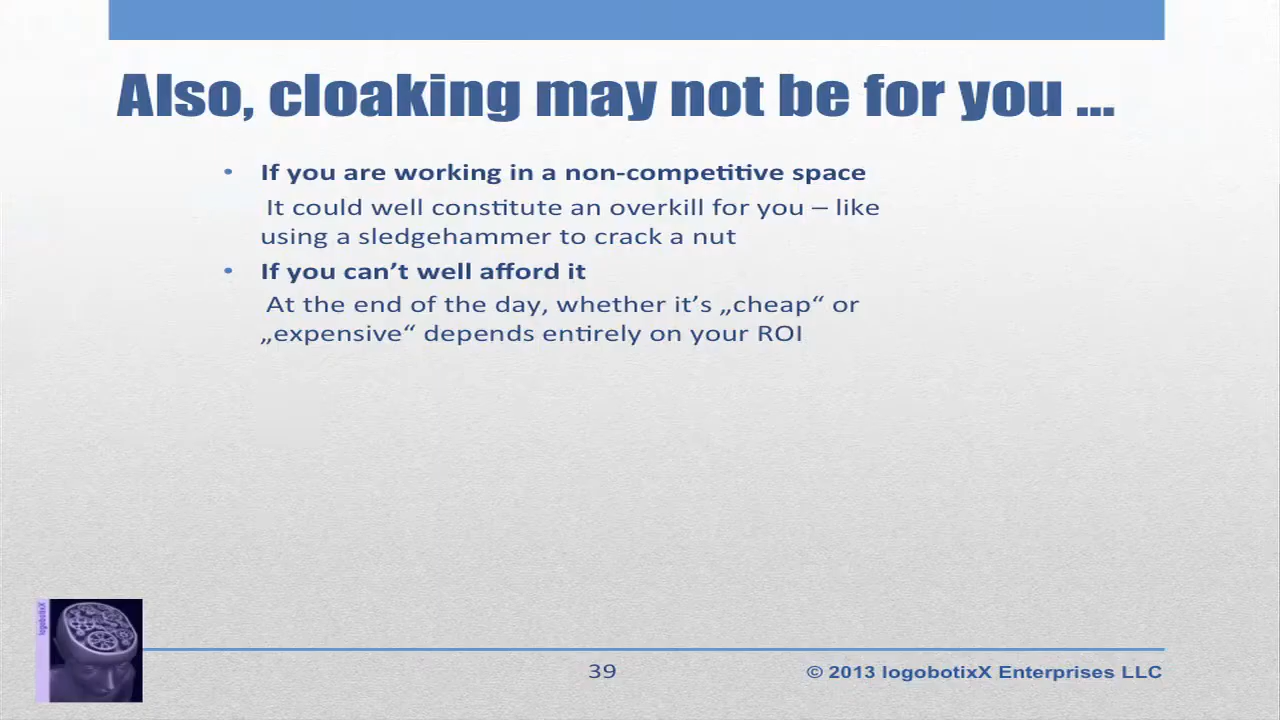 Also, cloaking may not be for you ...
• If you are working in a non-competitive space
It could well constitute an overkill for you – like
using a sledgehammer to crack a nut
• If you can’t well afford it
At the end of the day, whether it’s „cheap“ or
„expensive“ depends entirely on your ROI
logobotixX
39
© 2013 logobotixX Enterprises LLC